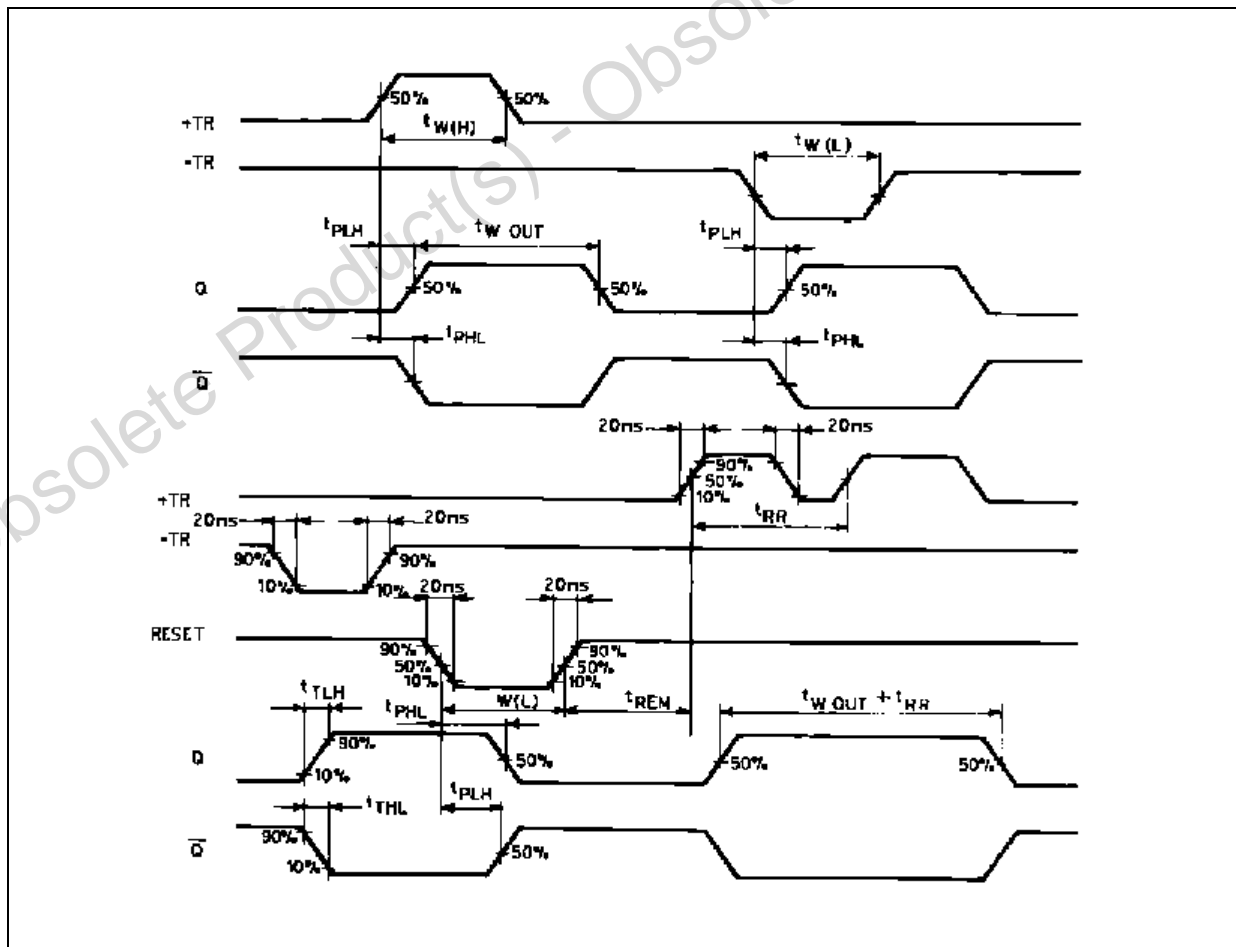 Obsolete Product(s) - Obsole
50% 50%
+TR
tW(H)
-TR
tW(L)
tPLH tW OUT tPLH
Q
50% 50% 50%
tPHL tPHL
Q̅
20ns 20ns
90%
50%
10%
+TR
tRR
20ns 20ns
-TR
90% 90%
10% 10%
20ns 20ns
RESET
90% 90%
50% 50%
10% 10%
tTLH
W(L) tREM tW OUT + tRR
tPHL
Q
90%
10% 50% 50% 50%
tTHL tPLH
Q̅
90%
10% 50%